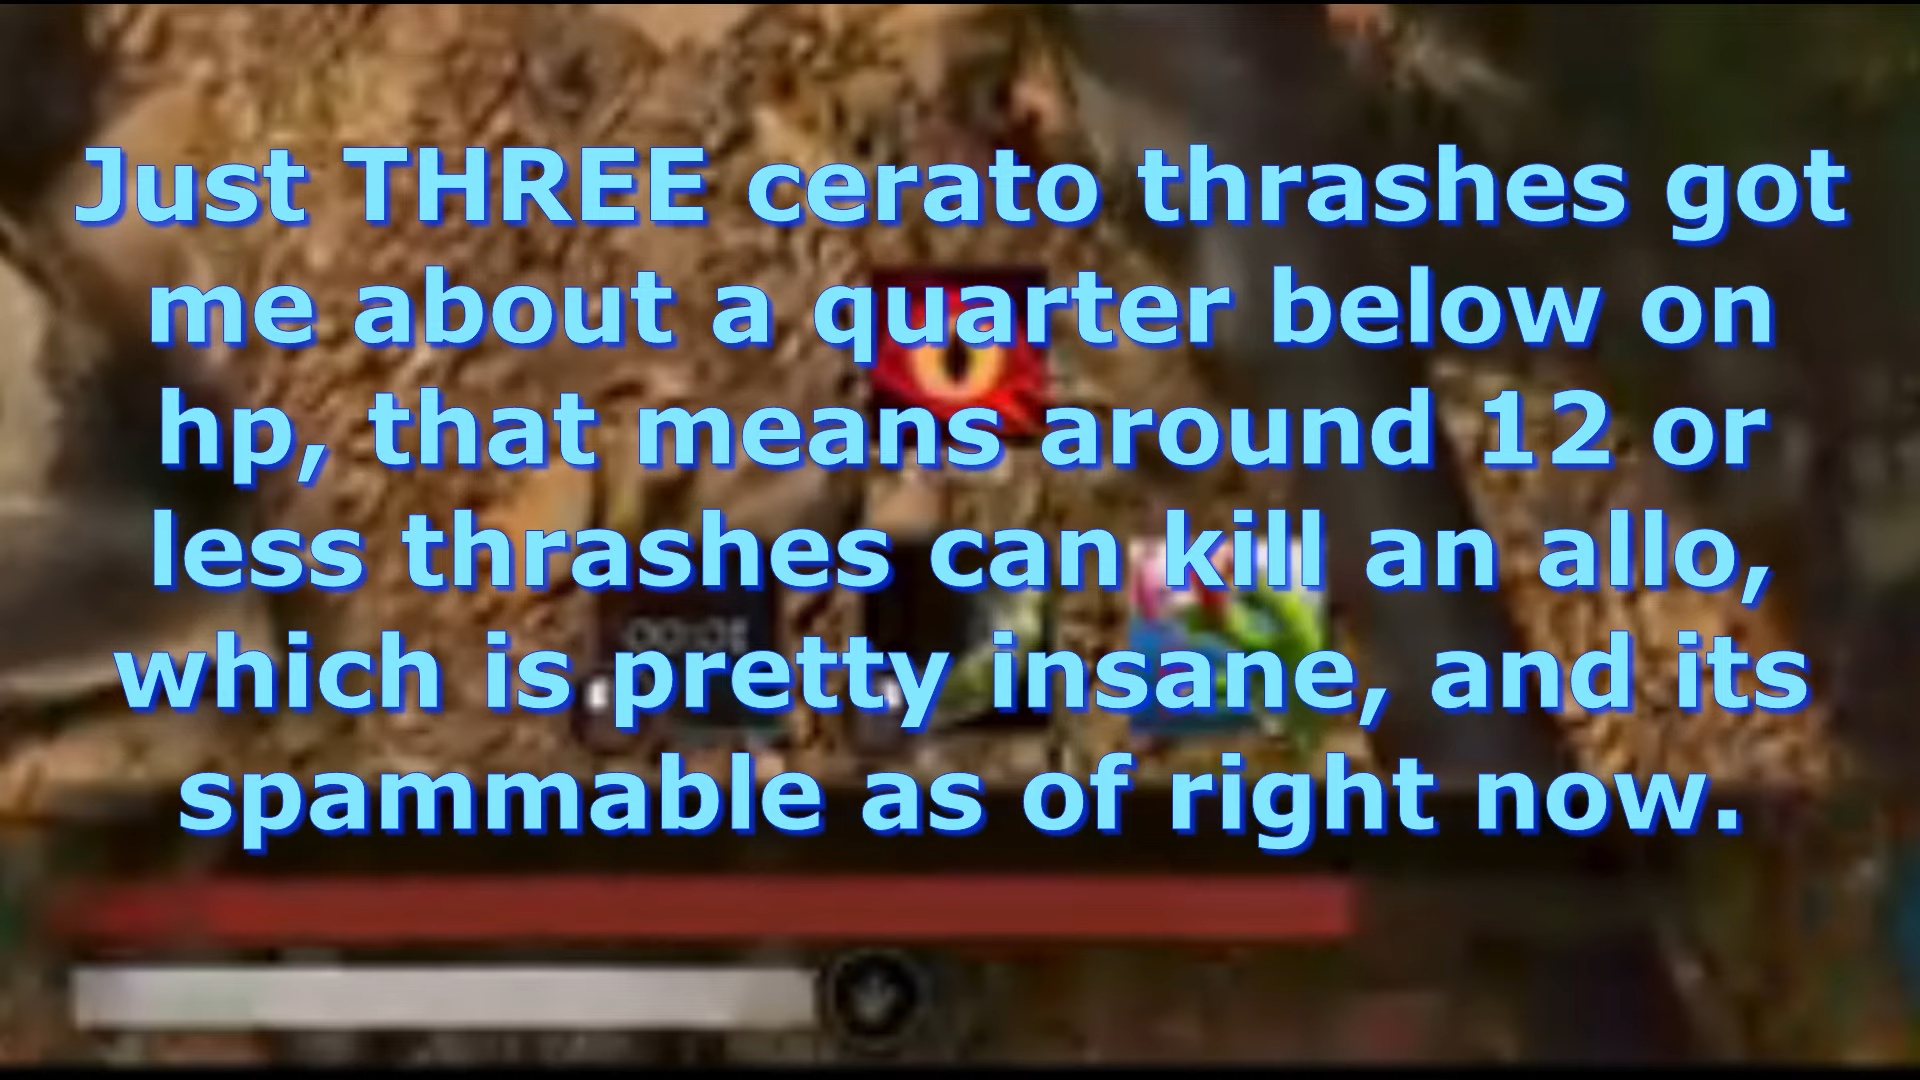 Just THREE cerato thrashes got
me about a quarter below on
hp, that means around 12 or
less thrashes can kill an allo,
which is pretty insane, and its
spammable as of right now.